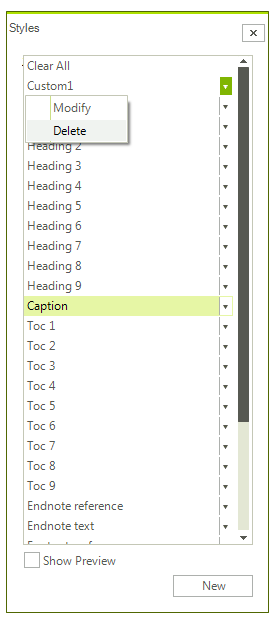 Styles
Clear All
Custom1
Modify
Delete
Heading 2
Heading 3
Heading 4
Heading 5
Heading 6
Heading 7
Heading 8
Heading 9
Caption
Toc 1
Toc 2
Toc 3
Toc 4
Toc 5
Toc 6
Toc 7
Toc 8
Toc 9
Endnote reference
Endnote text
Show Preview
New